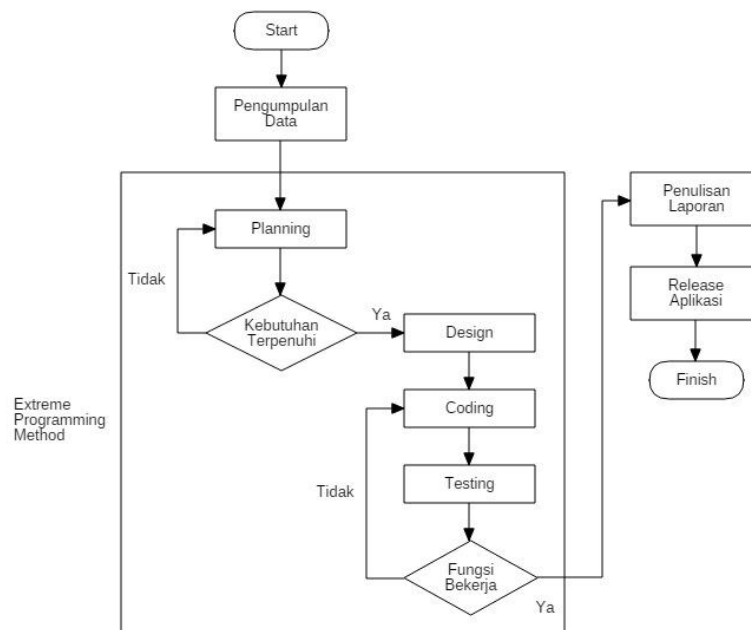 Start
Pengumpulan
Data
Planning
Tidak
Kebutuhan
Terpenuhi
Ya
Design
Extreme
Programming
Method
Coding
Testing
Tidak
Fungsi
Bekerja
Ya
Penulisan
Laporan
Release
Aplikasi
Finish